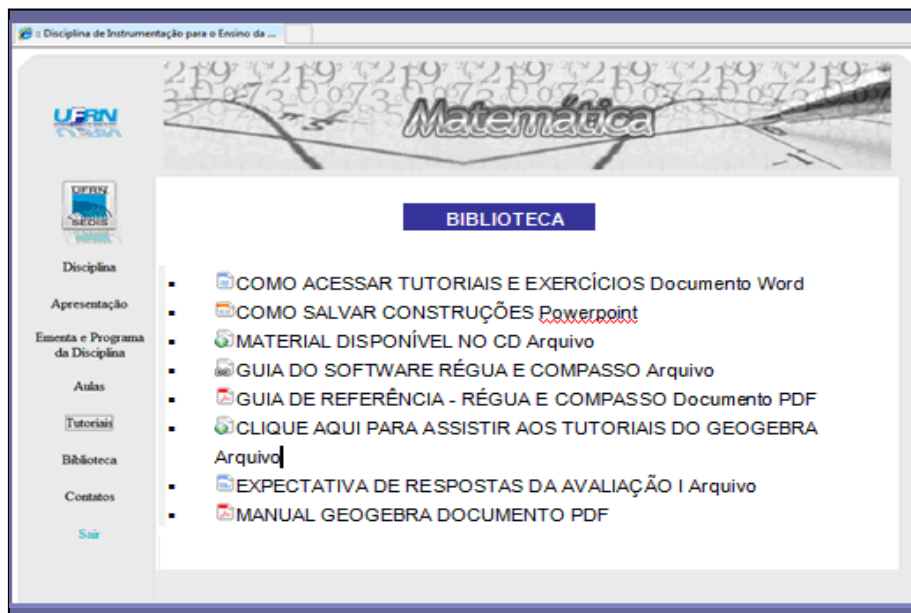 :: Disciplina de Instrumentação para o Ensino da ...
Matemática
UFRN
UFRN
SEDIS
BIBLIOTECA
Disciplina
Apresentação
Ementa e Programa
da Disciplina
Aulas
Tutoriais
Biblioteca
Contatos
Sair
COMO ACESSAR TUTORIAIS E EXERCÍCIOS Documento Word
COMO SALVAR CONSTRUÇÕES Powerpoint
MATERIAL DISPONÍVEL NO CD Arquivo
GUIA DO SOFTWARE RÉGUA E COMPASSO Arquivo
GUIA DE REFERÊNCIA - RÉGUA E COMPASSO Documento PDF
CLIQUE AQUI PARA ASSISTIR AOS TUTORIAIS DO GEOGEBRA
Arquivo
EXPECTATIVA DE RESPOSTAS DA AVALIAÇÃO I Arquivo
MANUAL GEOGEBRA DOCUMENTO PDF